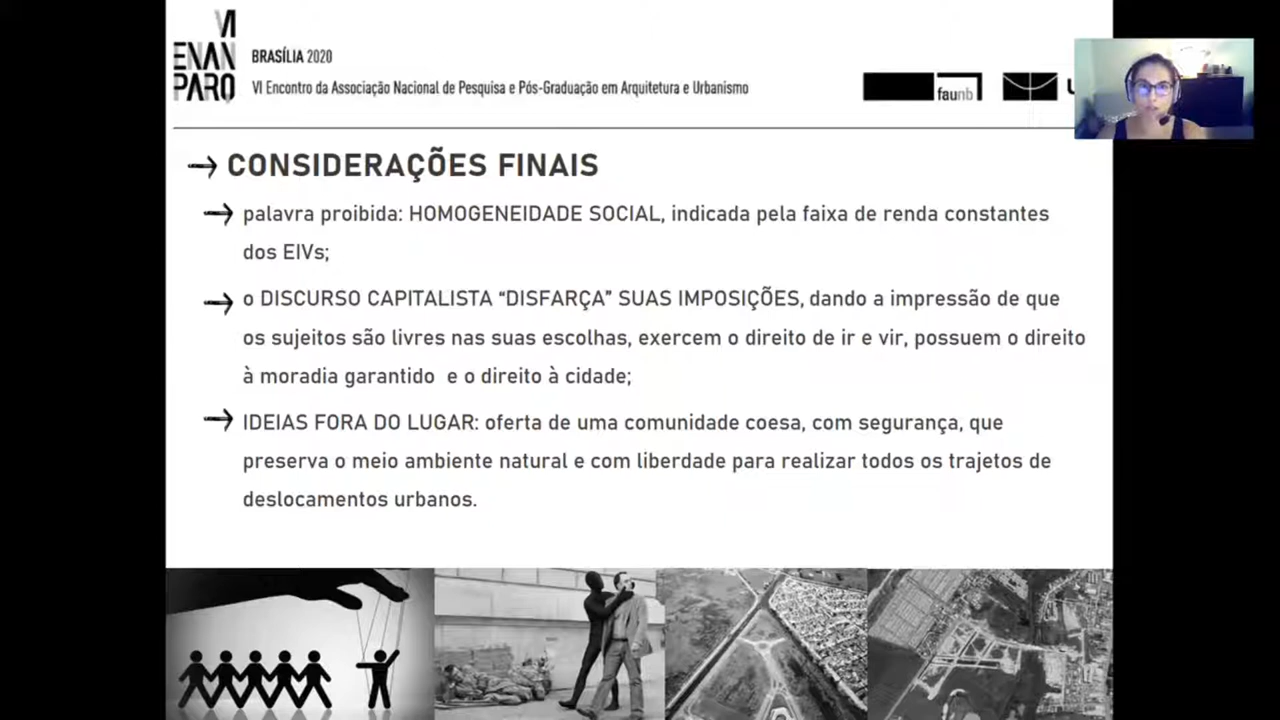 VI
ENAN
PARQ
BRASÍLIA 2020
VI Encontro da Associação Nacional de Pesquisa e Pós-Graduação em Arquitetura e Urbanismo
faunb
CONSIDERAÇÕES FINAIS
palavra proibida: HOMOGENEIDADE SOCIAL, indicada pela faixa de renda constantes
dos EIVs;
o DISCURSO CAPITALISTA “DISFARÇA” SUAS IMPOSIÇÕES, dando a impressão de que
os sujeitos são livres nas suas escolhas, exercem o direito de ir e vir, possuem o direito
à moradia garantido e o direito à cidade;
IDEIAS FORA DO LUGAR: oferta de uma comunidade coesa, com segurança, que
preserva o meio ambiente natural e com liberdade para realizar todos os trajetos de
deslocamentos urbanos.